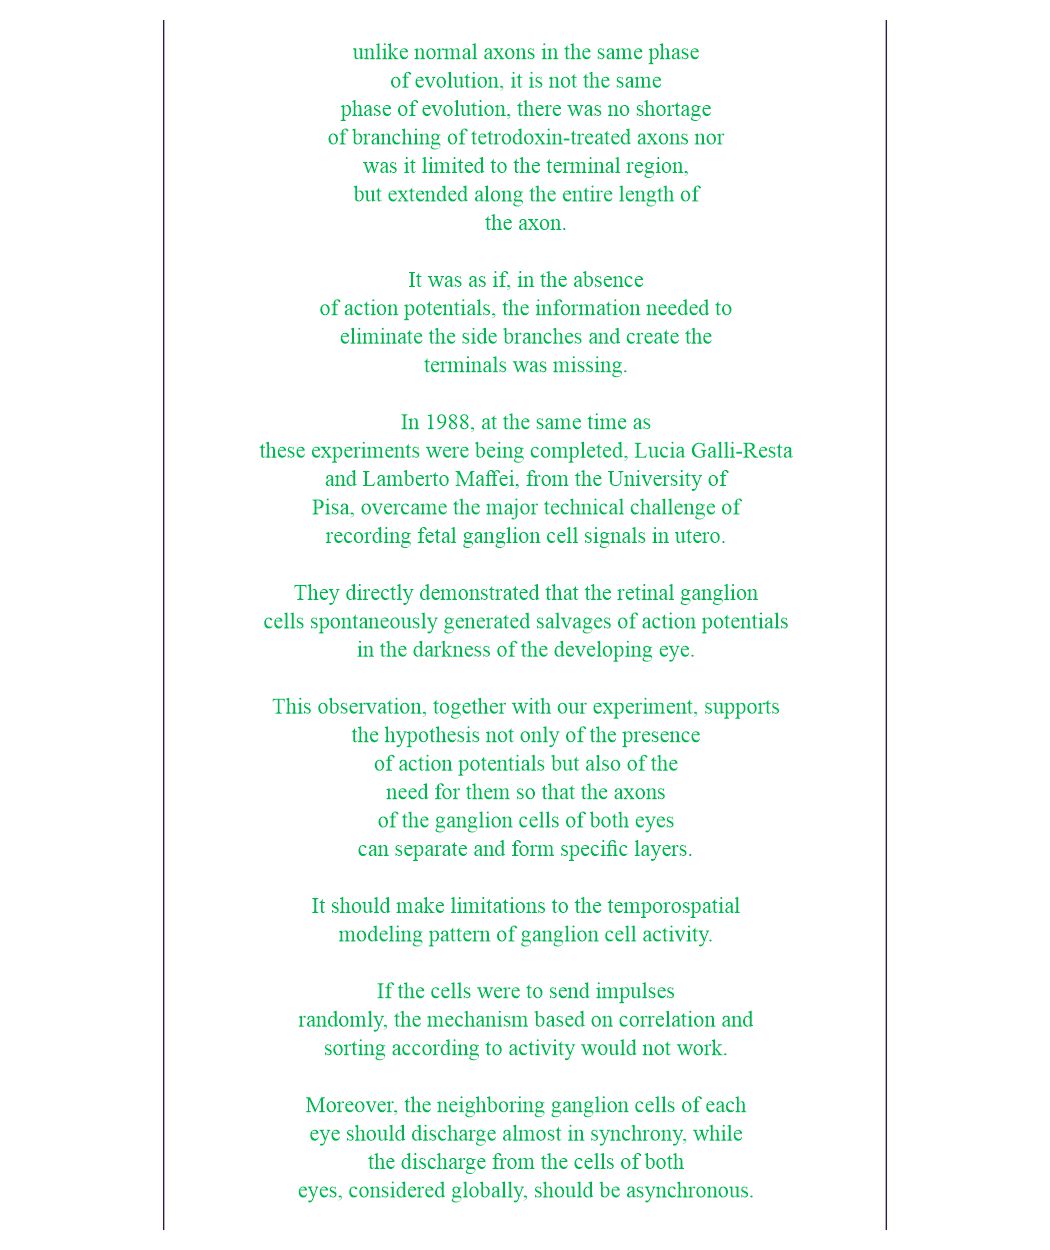 unlike normal axons in the same phase
of evolution, it is not the same
phase of evolution, there was no shortage
of branching of tetrodoxin-treated axons nor
was it limited to the terminal region,
but extended along the entire length of
the axon.
It was as if, in the absence
of action potentials, the information needed to
eliminate the side branches and create the
terminals was missing.
In 1988, at the same time as
these experiments were being completed, Lucia Galli-Resta
and Lamberto Maffei, from the University of
Pisa, overcame the major technical challenge of
recording fetal ganglion cell signals in utero.
They directly demonstrated that the retinal ganglion
cells spontaneously generated salvages of action potentials
in the darkness of the developing eye.
This observation, together with our experiment, supports
the hypothesis not only of the presence
of action potentials but also of the
need for them so that the axons
of the ganglion cells of both eyes
can separate and form specific layers.
It should make limitations to the temporospatial
modeling pattern of ganglion cell activity.
If the cells were to send impulses
randomly, the mechanism based on correlation and
sorting according to activity would not work.
Moreover, the neighboring ganglion cells of each
eye should discharge almost in synchrony, while
the discharge from the cells of both
eyes, considered globally, should be asynchronous.